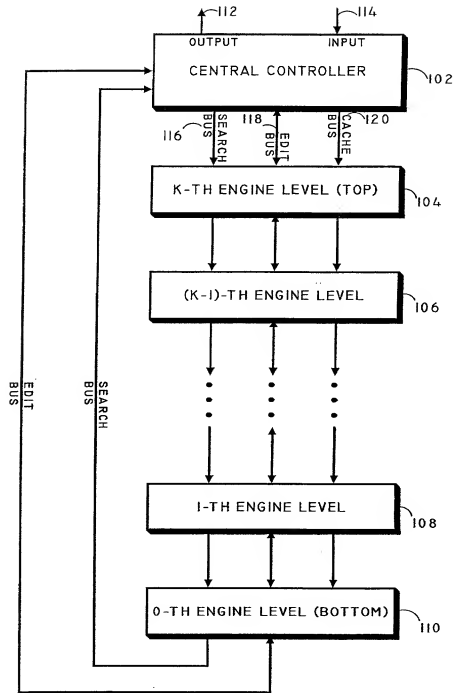 112
114
OUTPUT
INPUT
CENTRAL CONTROLLER
102
116
SEARCH
BUS
118
EDIT
BUS
120
CACHE
BUS
K-TH ENGINE LEVEL (TOP)
104
(K-1)-TH ENGINE LEVEL
106
EDIT
BUS
SEARCH
BUS
1-TH ENGINE LEVEL
108
0-TH ENGINE LEVEL (BOTTOM)
110